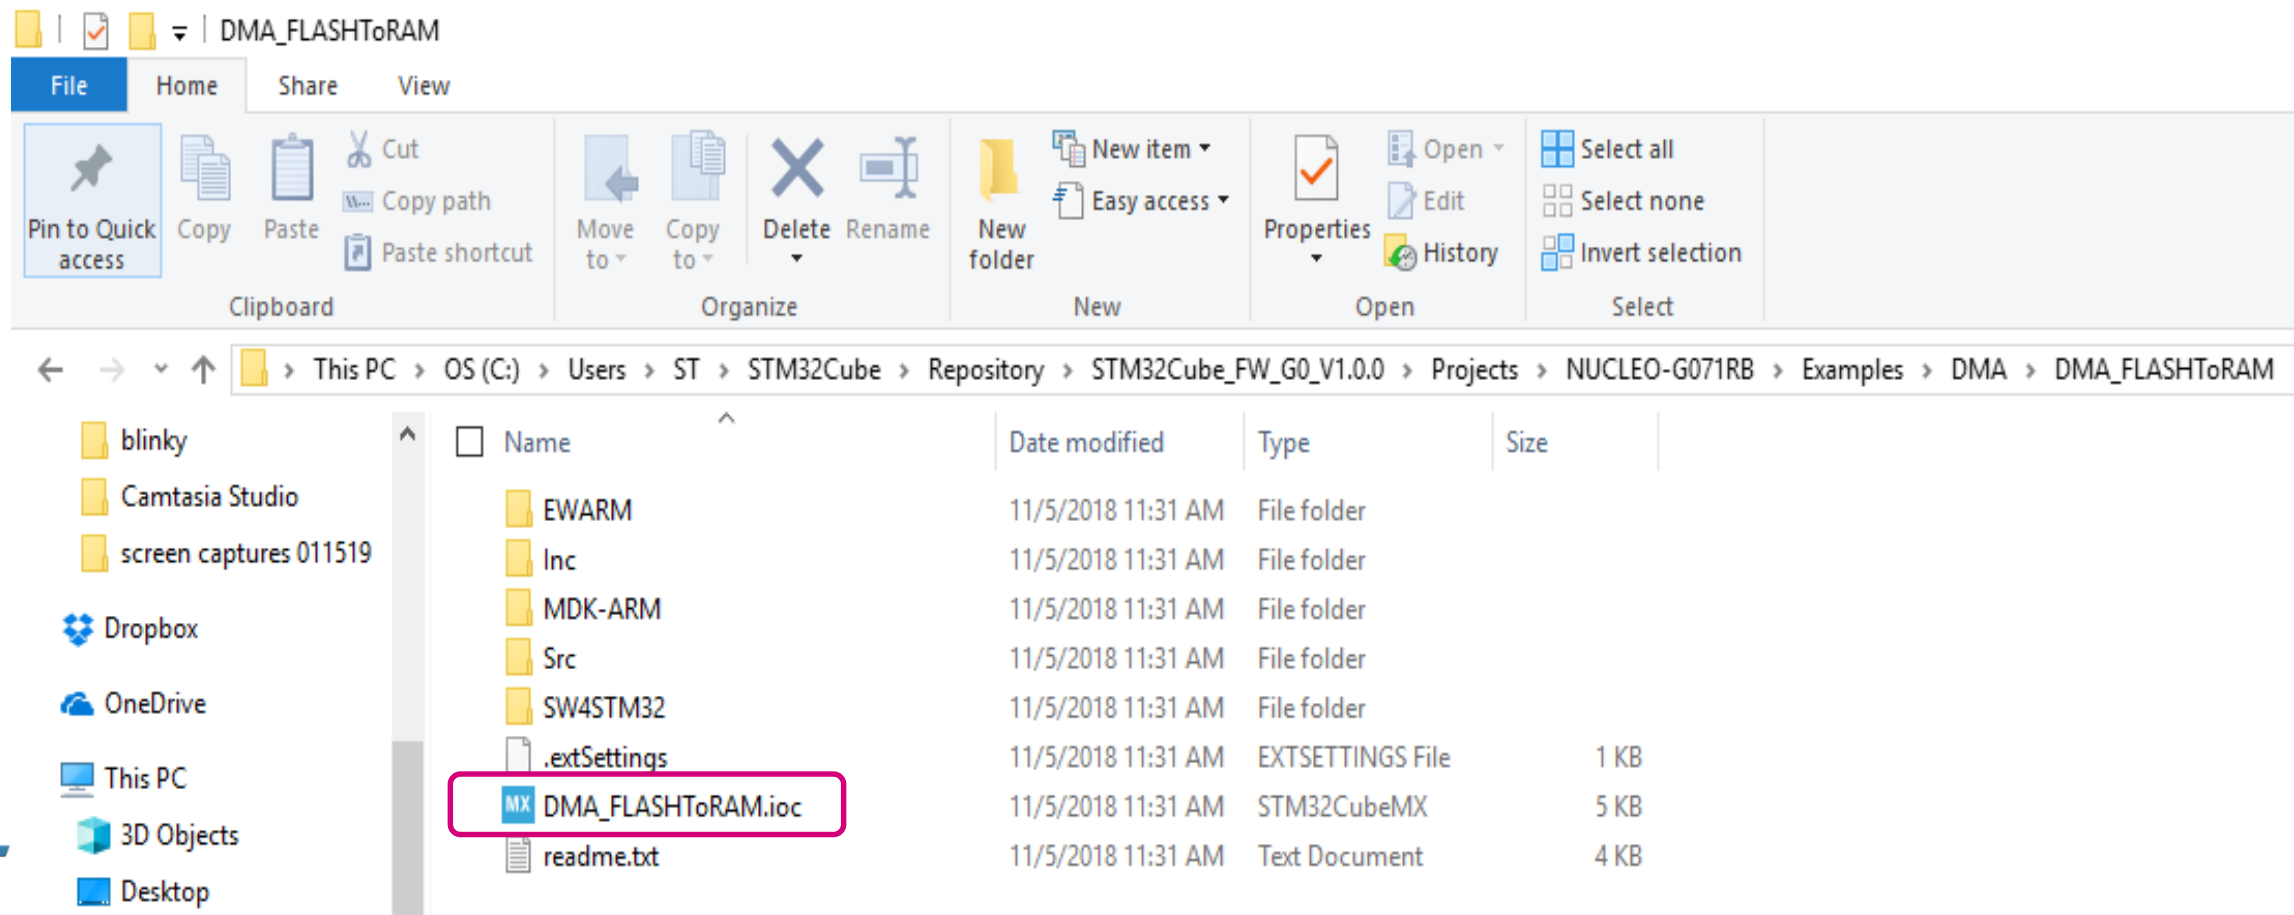 DMA_FLASHToRAM
File Home Share View
Pin to Quick access
Copy
Paste
Cut
Copy path
Paste shortcut
Clipboard
Move to
Copy to
Delete
Rename
Organize
New folder
New item
Easy access
New
Properties
Open
Edit
History
Open
Select all
Select none
Invert selection
Select
This PC > OS (C:) > Users > ST > STM32Cube > Repository > STM32Cube_FW_G0_V1.0.0 > Projects > NUCLEO-G071RB > Examples > DMA > DMA_FLASHToRAM
blinky
Camtasia Studio
screen captures 011519
Dropbox
OneDrive
This PC
3D Objects
Desktop
Name Date modified Type Size
EWARM 11/5/2018 11:31 AM File folder
Inc 11/5/2018 11:31 AM File folder
MDK-ARM 11/5/2018 11:31 AM File folder
Src 11/5/2018 11:31 AM File folder
SW4STM32 11/5/2018 11:31 AM File folder
.extSettings 11/5/2018 11:31 AM EXTSETTINGS File 1 KB
MX DMA_FLASHToRAM.ioc 11/5/2018 11:31 AM STM32CubeMX 5 KB
readme.txt 11/5/2018 11:31 AM Text Document 4 KB